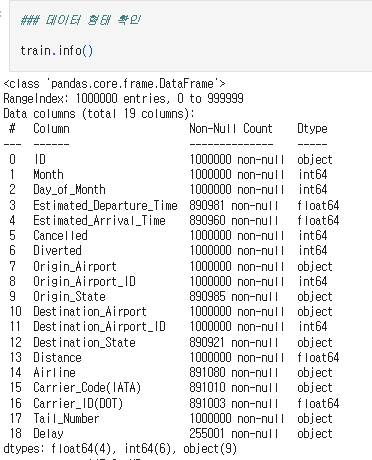 ### 데이터 형태 확인
train.info()
<class 'pandas.core.frame.DataFrame'>
RangeIndex: 1000000 entries, 0 to 999999
Data columns (total 19 columns):
 #   Column                    Non-Null Count    Dtype
---  ------                    --------------    -----
 0   ID                        1000000 non-null  object
 1   Month                     1000000 non-null  int64
 2   Day_of_Month              1000000 non-null  int64
 3   Estimated_Departure_Time  890981 non-null   float64
 4   Estimated_Arrival_Time    890960 non-null   float64
 5   Cancelled                 1000000 non-null  int64
 6   Diverted                  1000000 non-null  int64
 7   Origin_Airport            1000000 non-null  object
 8   Origin_Airport_ID         1000000 non-null  int64
 9   Origin_State              890985 non-null   object
 10  Destination_Airport       1000000 non-null  object
 11  Destination_Airport_ID    1000000 non-null  int64
 12  Destination_State         890921 non-null   object
 13  Distance                  1000000 non-null  float64
 14  Airline                   891080 non-null   object
 15  Carrier_Code(IATA)        891010 non-null   object
 16  Carrier_ID(DOT)           891003 non-null   float64
 17  Tail_Number               1000000 non-null  object
 18  Delay                     255001 non-null   object
dtypes: float64(4), int64(6), object(9)